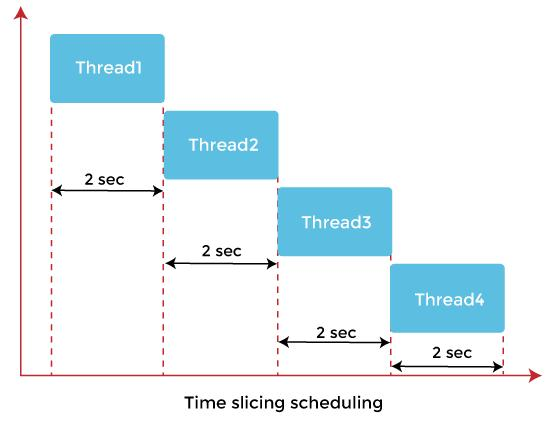 Thread1
Thread2
2 sec
Thread3
2 sec
Thread4
2 sec
2 sec
Time slicing scheduling